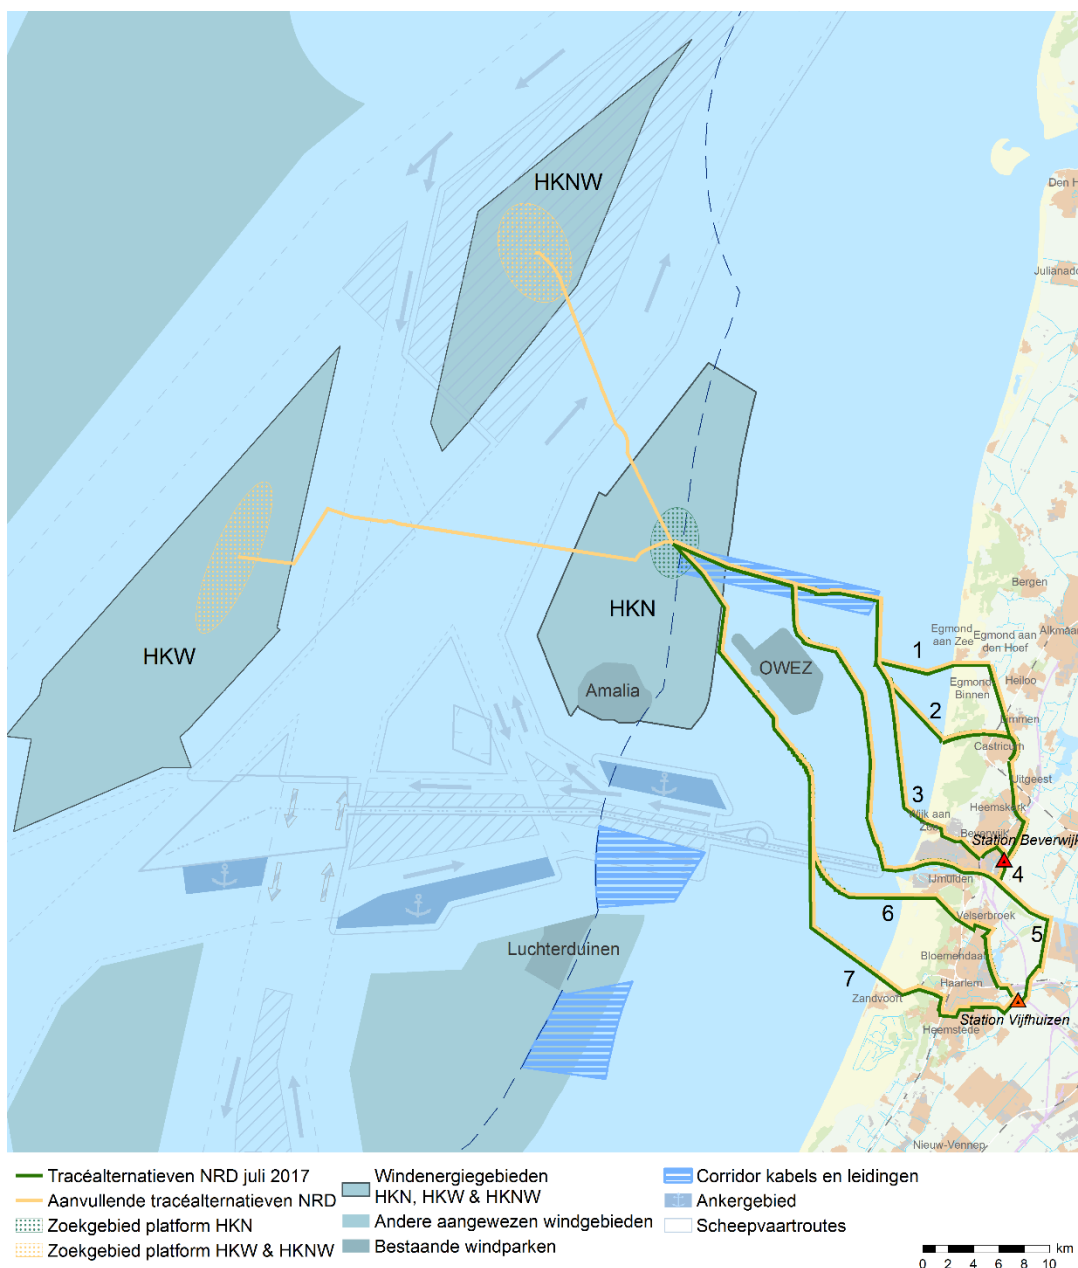 HKNW
Den H
Julianado
HKN
HKW
Amalia
OWEZ
Bergen
Alkmaar
Egmond
aan Zee
Egmond aan
den Hoef
1
Heiloo
Egmond
Binnen
2
Limmen
Castricum
Uitgeest
3
Heemskerk
Wijk aan
Zee
Beverwijk
Station Beverwijk
4
IJmuiden
6
Velserbroek
5
Luchterduinen
Bloemendaal
Haarlem
7
Zandvoort
Station Vijfhuizen
Heemstede
Nieuw-Vennep
Tracéalternatieven NRD juli 2017
Aanvullende tracéalternatieven NRD
Zoekgebied platform HKN
Zoekgebied platform HKW & HKNW
Windenergiegebieden
HKN, HKW & HKNW
Andere aangewezen windgebieden
Bestaande windparken
Corridor kabels en leidingen
Ankergebied
Scheepvaartroutes
km
0 2 4 6 8 10